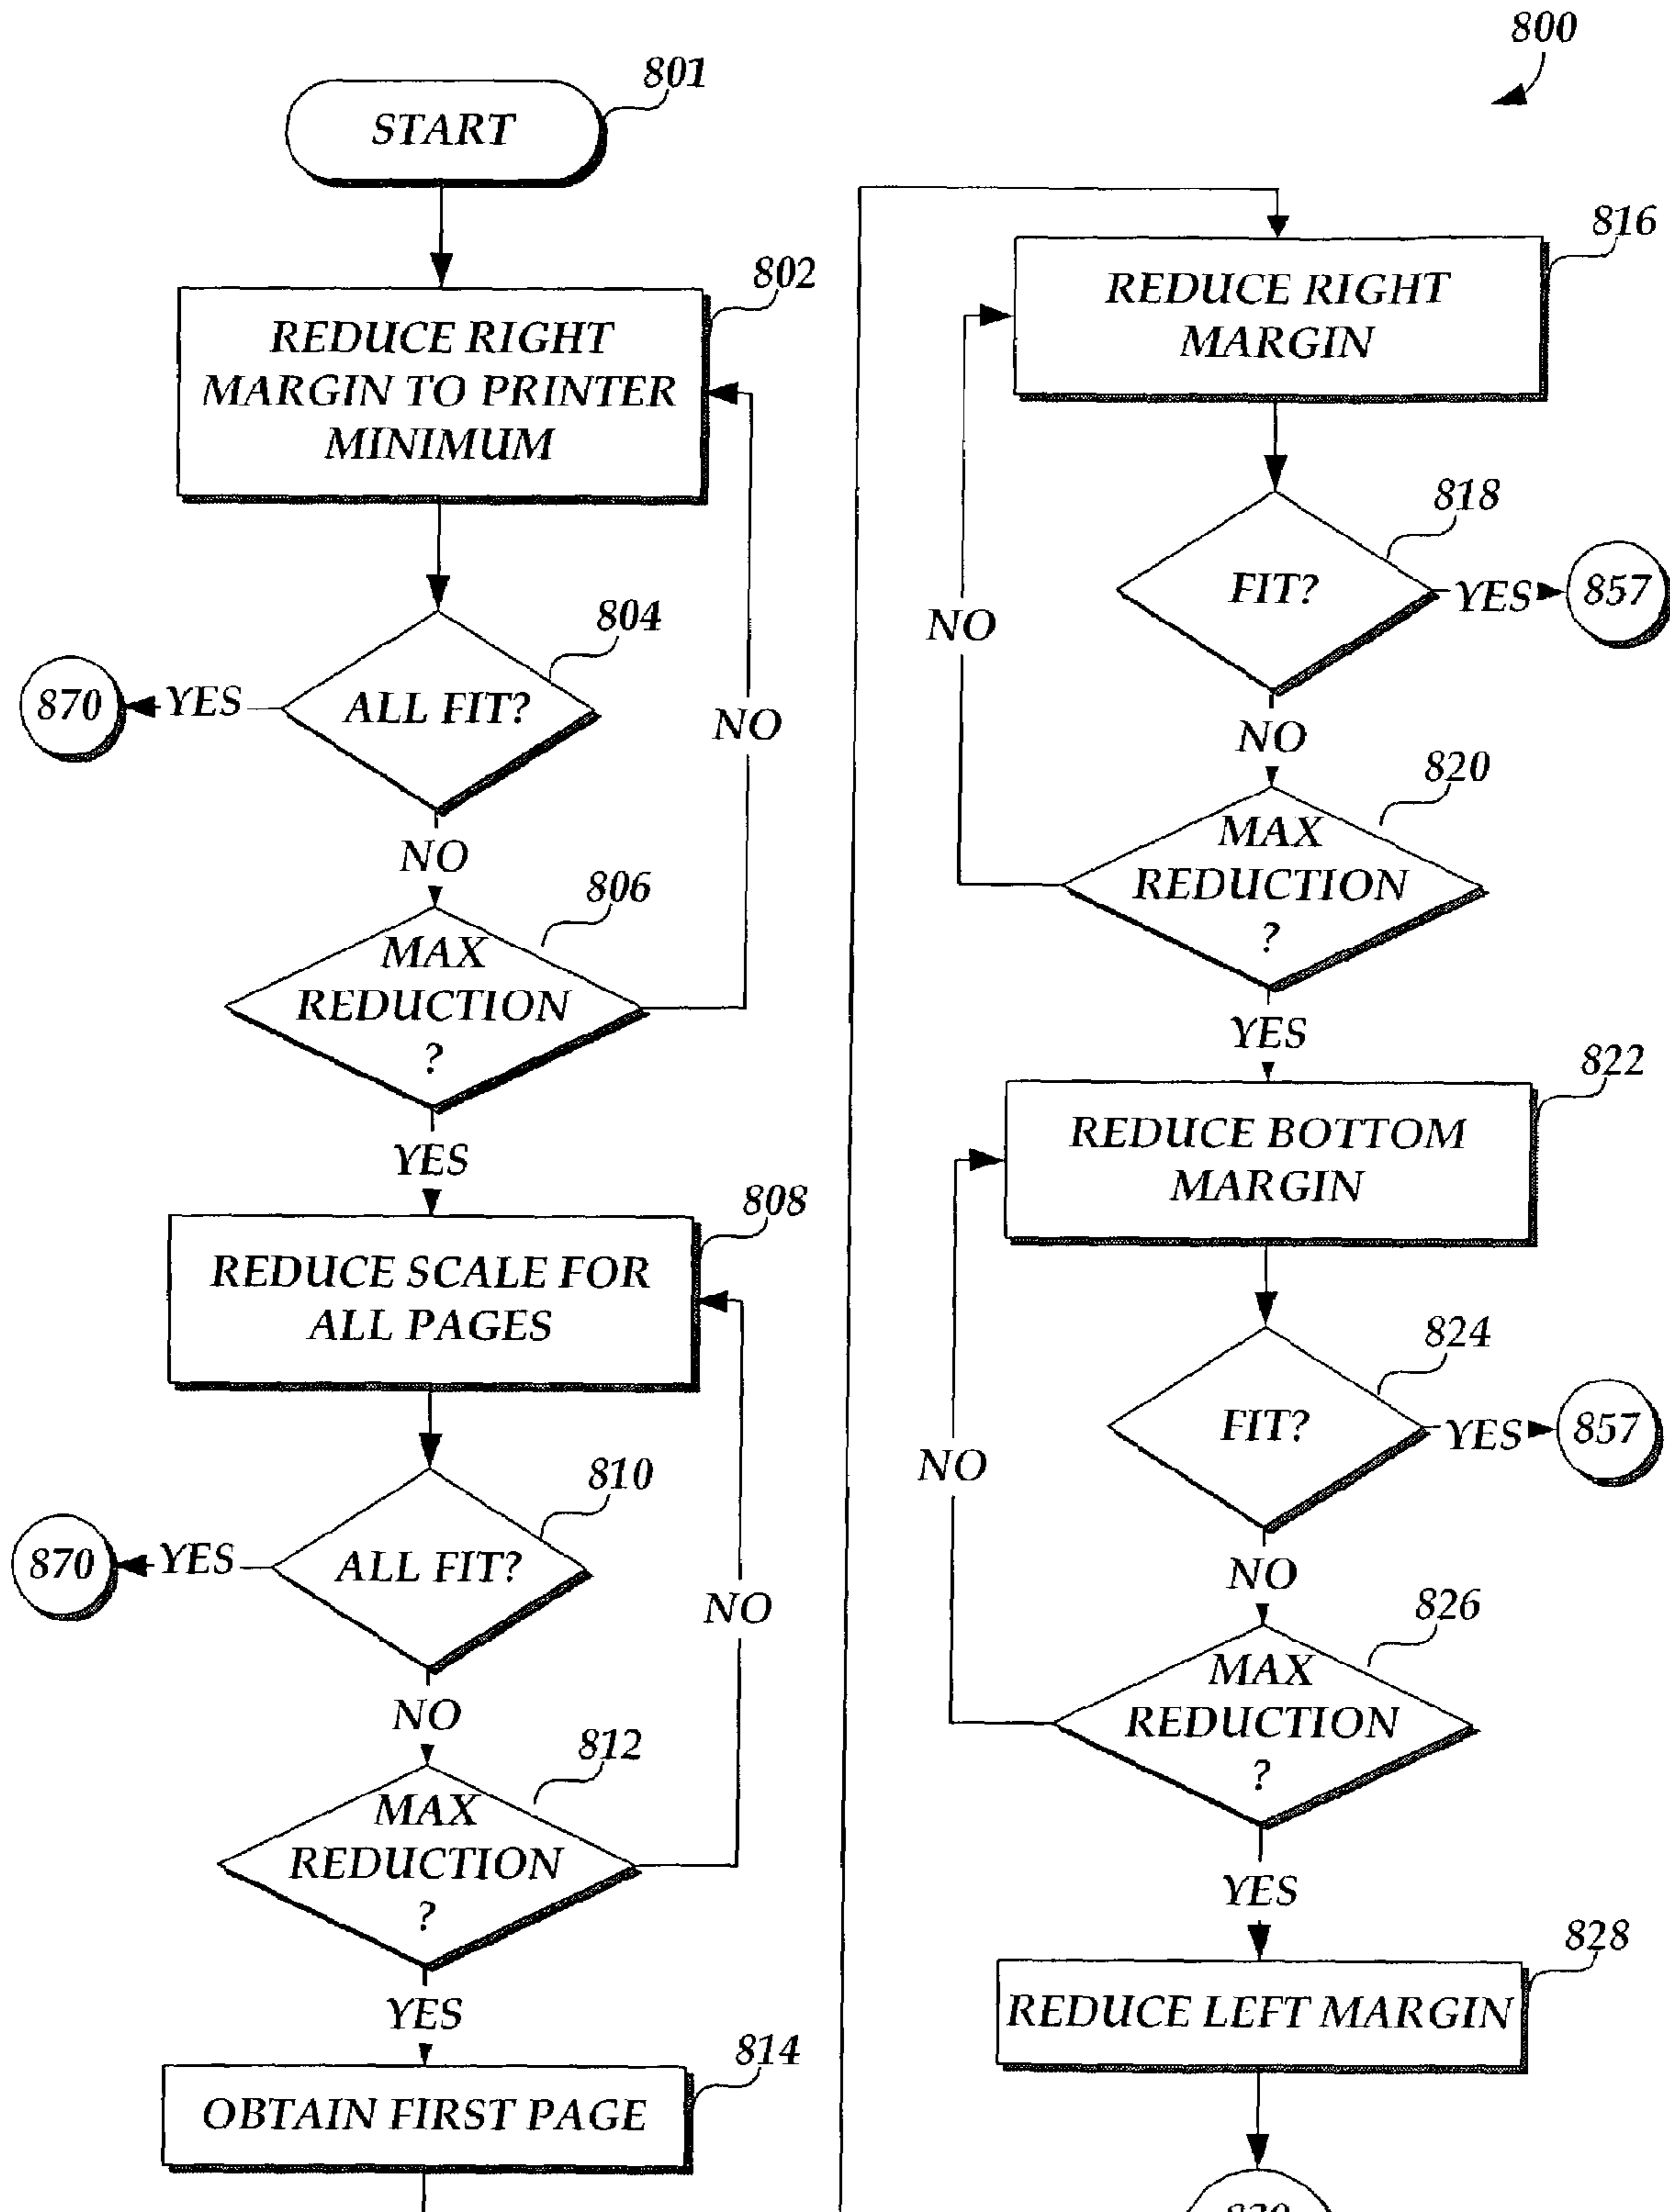 800
START
801
REDUCE RIGHT
MARGIN TO PRINTER
MINIMUM
802
ALL FIT?
804
YES
870
NO
NO
MAX
REDUCTION
?
806
YES
REDUCE SCALE FOR
ALL PAGES
808
ALL FIT?
810
YES
870
NO
NO
MAX
REDUCTION
?
812
YES
OBTAIN FIRST PAGE
814
REDUCE RIGHT
MARGIN
816
FIT?
818
YES
857
NO
NO
MAX
REDUCTION
?
820
YES
REDUCE BOTTOM
MARGIN
822
FIT?
824
YES
857
NO
NO
MAX
REDUCTION
?
826
YES
REDUCE LEFT MARGIN
828